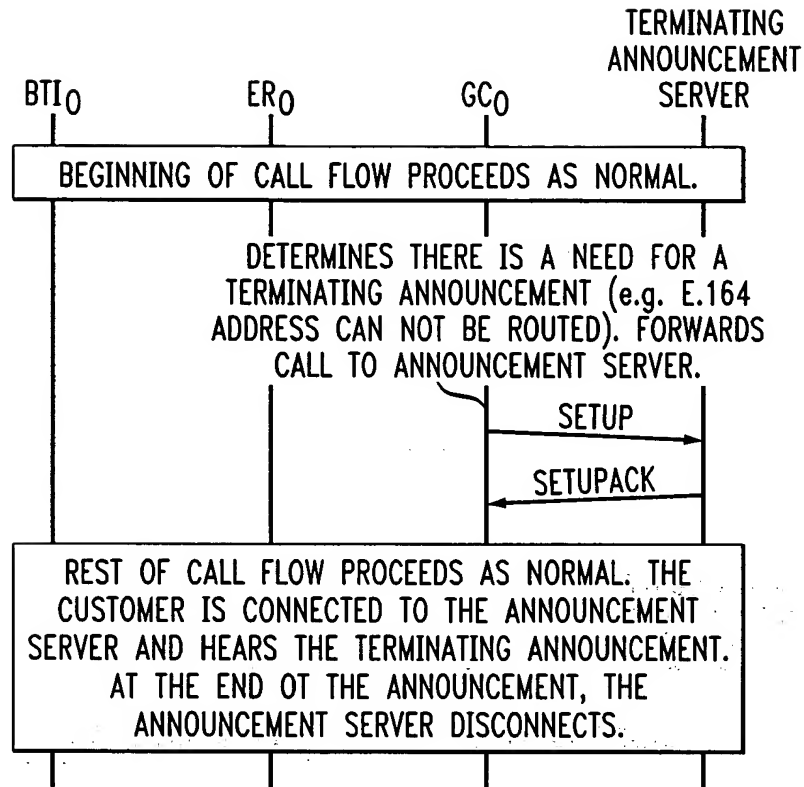 TERMINATING
ANNOUNCEMENT
SERVER
BTI0
ER0
GC0
BEGINNING OF CALL FLOW PROCEEDS AS NORMAL.
DETERMINES THERE IS A NEED FOR A
TERMINATING ANNOUNCEMENT (e.g. E.164
ADDRESS CAN NOT BE ROUTED). FORWARDS
CALL TO ANNOUNCEMENT SERVER.
SETUP
SETUPACK
REST OF CALL FLOW PROCEEDS AS NORMAL. THE
CUSTOMER IS CONNECTED TO THE ANNOUNCEMENT
SERVER AND HEARS THE TERMINATING ANNOUNCEMENT.
AT THE END OT THE ANNOUNCEMENT, THE
ANNOUNCEMENT SERVER DISCONNECTS.